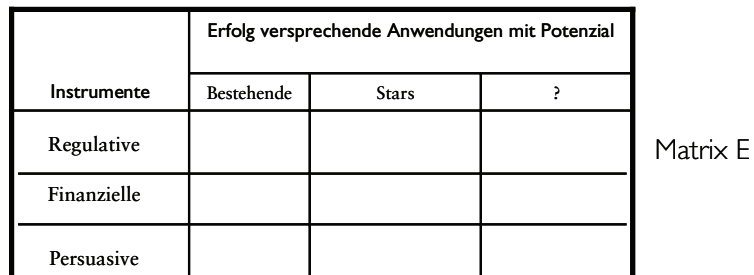 Erfolg versprechende Anwendungen mit Potenzial
Instrumente Bestehende Stars ?
Regulative
Matrix E
Finanzielle
Persuasive